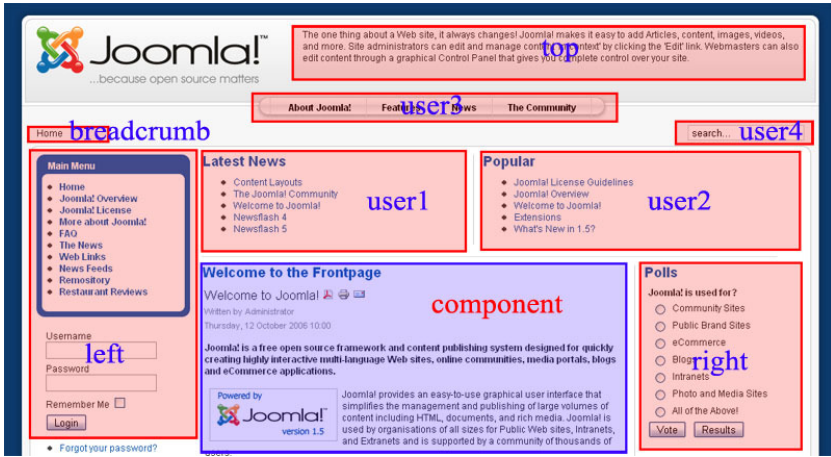 Joomla!™
...because open source matters
The one thing about a Web site, it always changes! Joomla! makes it easy to add Articles, content, images, videos,
and more. Site administrators can edit and manage content 'in context' by clicking the 'Edit' link. Webmasters can also
edit content through a graphical Control Panel that gives you complete control over your site.
top
About Joomla! Features News The Community
user3
Home
breadcrumb
search...
user4
Main Menu
Home
Joomla! Overview
Joomla! License
More about Joomla!
FAQ
The News
Web Links
News Feeds
Remository
Restaurant Reviews
Username
left
Password
Remember Me
Login
Forgot your password?
Latest News
Content Layouts
The Joomla! Community
Welcome to Joomla!
Newsflash 4
Newsflash 5
user1
Popular
Joomla! License Guidelines
Joomla! Overview
Welcome to Joomla!
Extensions
What's New in 1.5?
user2
Welcome to the Frontpage
Welcome to Joomla!
component
Written by Administrator
Thursday, 12 October 2006 10:00
Joomla! is a free open source framework and content publishing system designed for quickly
creating highly interactive multi-language Web sites, online communities, media portals, blogs
and eCommerce applications.
Powered by
Joomla!
version 1.5
Joomla! provides an easy-to-use graphical user interface that
simplifies the management and publishing of large volumes of
content including HTML, documents, and rich media. Joomla! is
used by organisations of all sizes for Public Web sites, Intranets,
and Extranets and is supported by a community of thousands of
users.
Polls
Joomla! is used for?
Community Sites
Public Brand Sites
eCommerce
Blogs
right
Intranets
Photo and Media Sites
All of the Above!
Vote Results